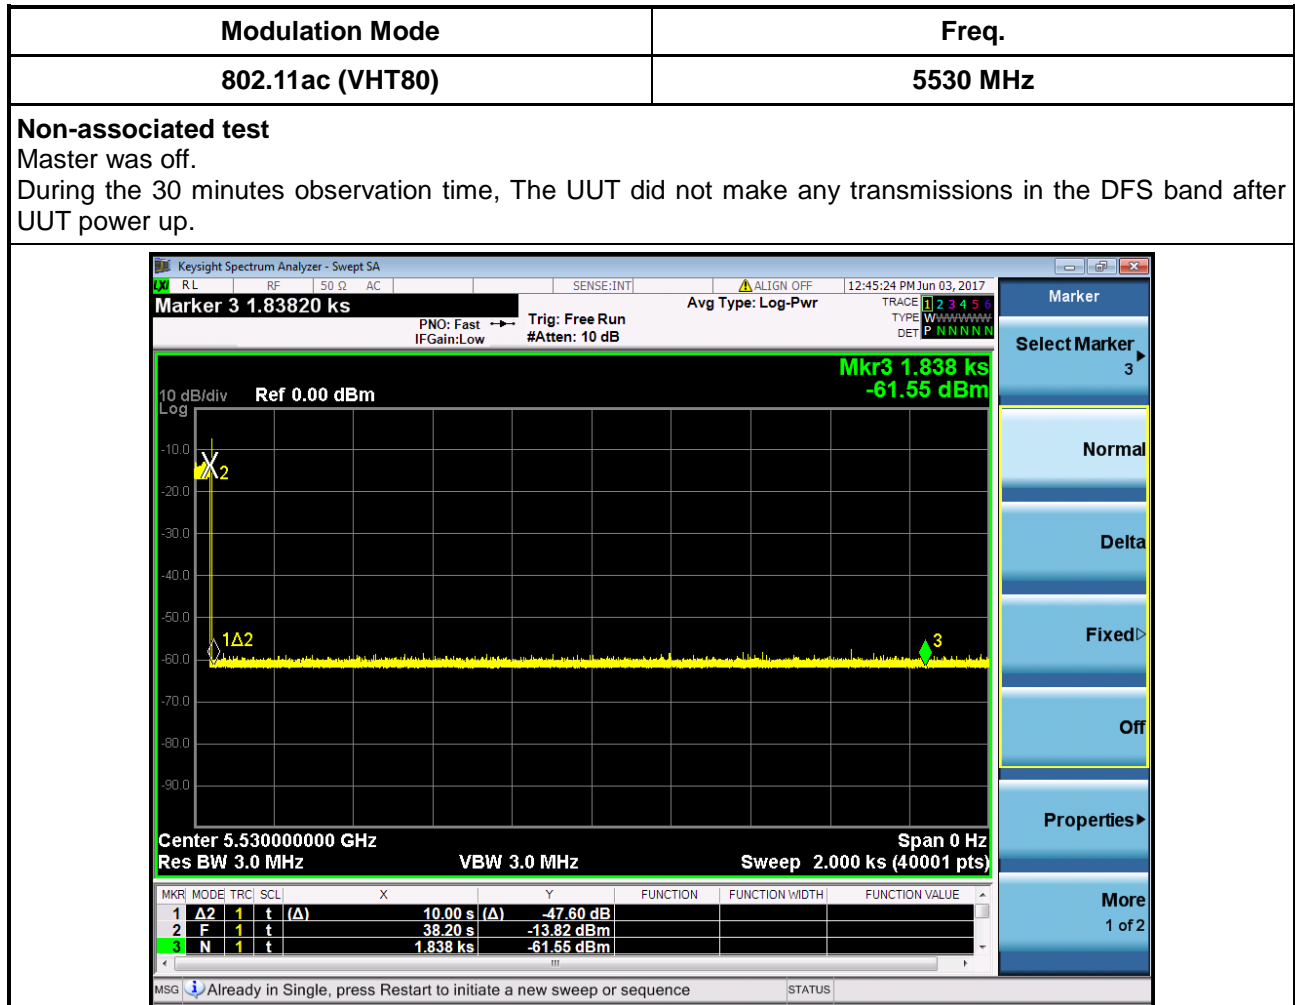 Modulation Mode Freq.
802.11ac (VHT80) 5530 MHz
Non-associated test
Master was off.
During the 30 minutes observation time, The UUT did not make any transmissions in the DFS band after
UUT power up.
Keysight Spectrum Analyzer - Swept SA
LXI RL RF 50 Ω AC SENSE:INT ALIGN OFF 12:45:24 PM Jun 03, 2017
Marker 3 1.83820 ks
PNO: Fast
IFGain:Low
Trig: Free Run
#Atten: 10 dB
Avg Type: Log-Pwr
TRACE 1 2 3 4 5 6
TYPE WWWWWW
DET P N N N N N
Mkr3 1.838 ks
-61.55 dBm
10 dB/div Ref 0.00 dBm
Log
-10.0
-20.0
-30.0
-40.0
-50.0
-60.0
-70.0
-80.0
-90.0
2
1Δ2
3
Center 5.530000000 GHz Span 0 Hz
Res BW 3.0 MHz VBW 3.0 MHz Sweep 2.000 ks (40001 pts)
MKR MODE TRC SCL X Y FUNCTION FUNCTION WIDTH FUNCTION VALUE
1 Δ2 1 t (Δ) 10.00 s (Δ) -47.60 dB
2 F 1 t 38.20 s -13.82 dBm
3 N 1 t 1.838 ks -61.55 dBm
MSG Already in Single, press Restart to initiate a new sweep or sequence STATUS
Marker
Select Marker
3
Normal
Delta
Fixed
Off
Properties
More
1 of 2